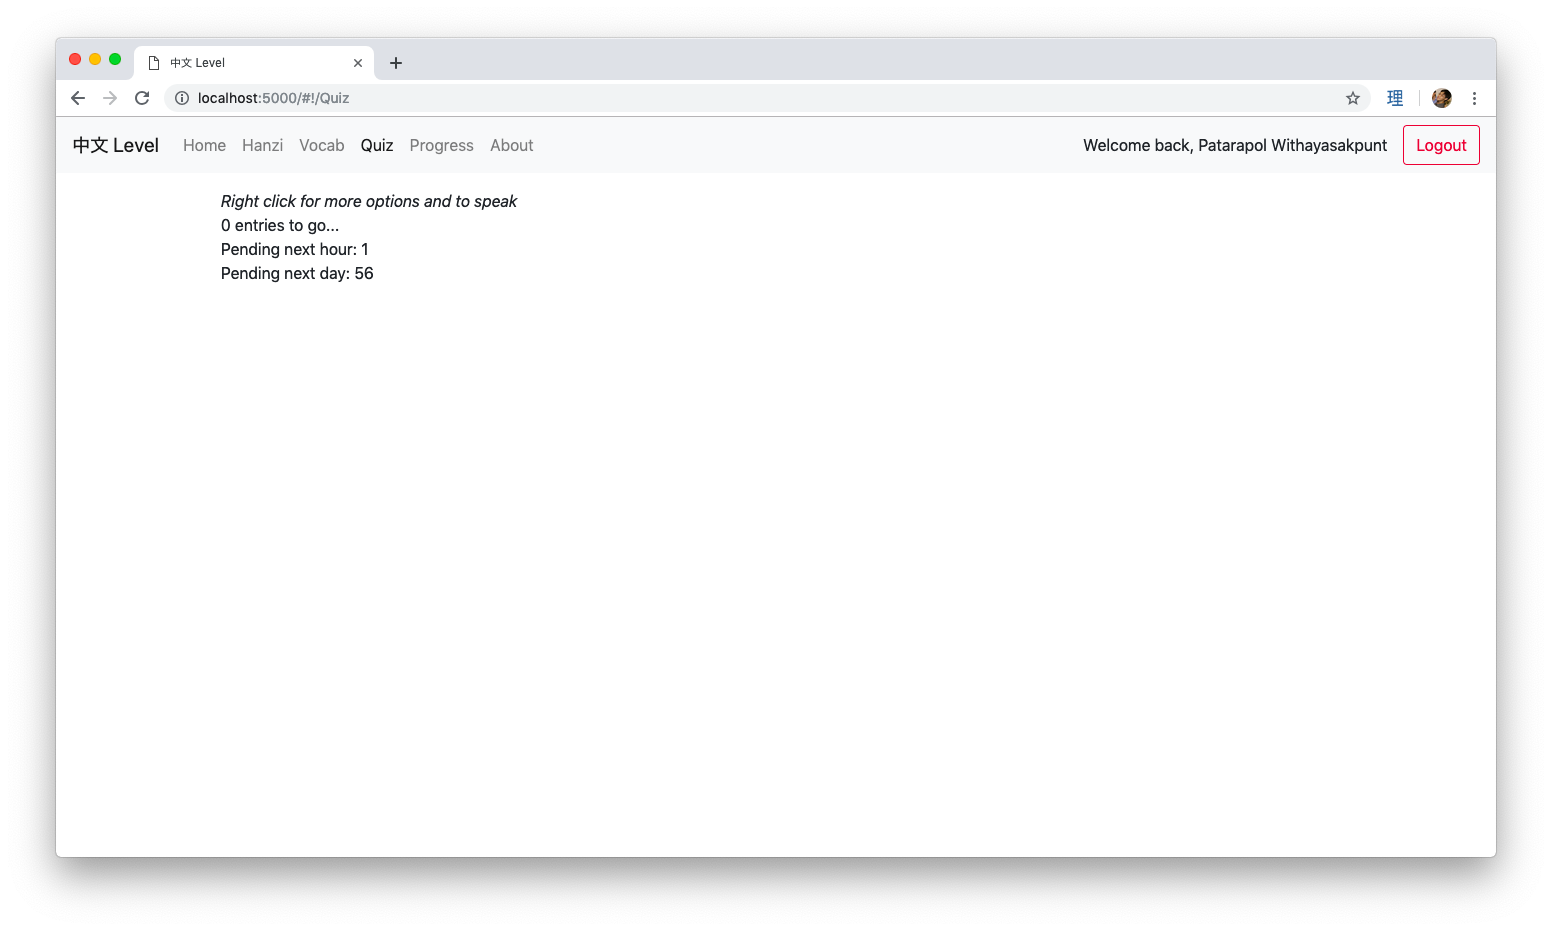 中文 Level
localhost:5000/#!/Quiz
理
中文 Level Home Hanzi Vocab Quiz Progress About Welcome back, Patarapol Withayasakpunt Logout
Right click for more options and to speak
0 entries to go...
Pending next hour: 1
Pending next day: 56